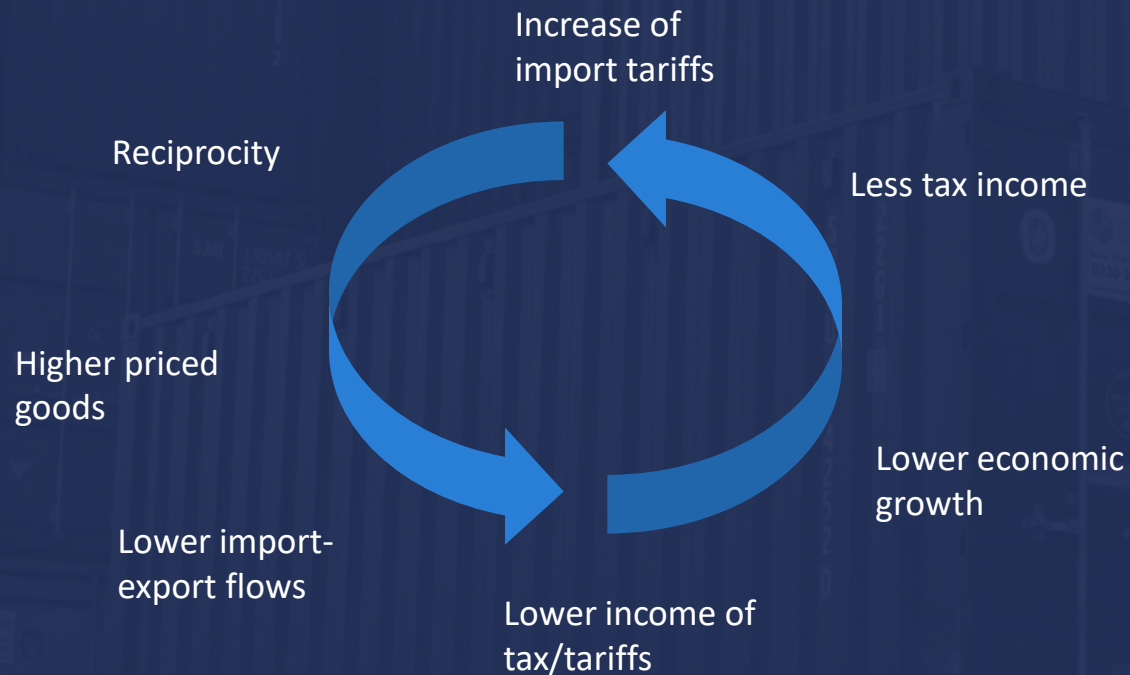 Increase of
import tariffs
Reciprocity
Less tax income
Higher priced
goods
Lower economic
growth
Lower import-
export flows
Lower income of
tax/tariffs